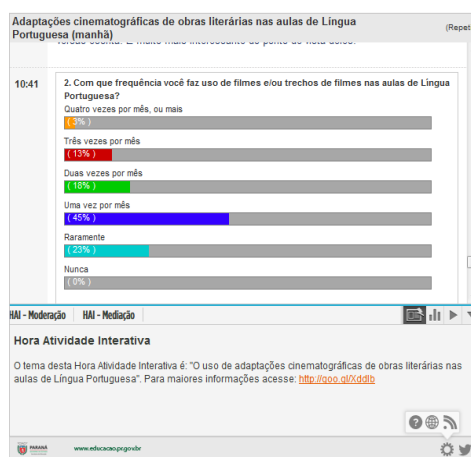 Adaptações cinematográficas de obras literárias nas aulas de Língua
Portuguesa (manhã)
(Repet
10:41
2. Com que frequência você faz uso de filmes e/ou trechos de filmes nas aulas de Língua
Portuguesa?
Quatro vezes por mês, ou mais
( 3% )
Três vezes por mês
( 13% )
Duas vezes por mês
( 18% )
Uma vez por mês
( 45% )
Raramente
( 23% )
Nunca
( 0% )
HAI - Moderação
HAI - Mediação
Hora Atividade Interativa
O tema desta Hora Atividade Interativa é: "O uso de adaptações cinematográficas de obras literárias nas
aulas de Língua Portuguesa". Para maiores informações acesse: http://goo.gl/Xddlb
PARANÁ
www.educacao.pr.gov.br